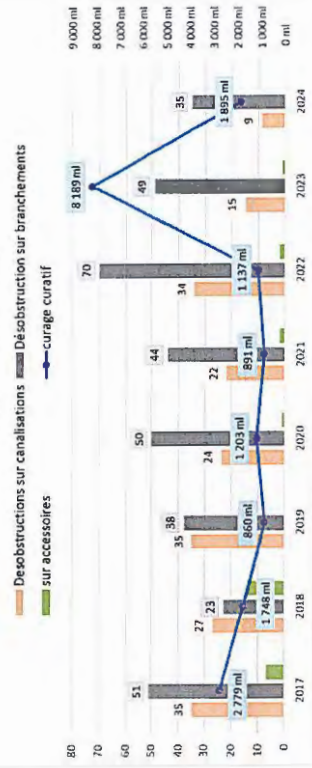 Desobstructions sur canalisations
Désobstruction sur branchements
sur accessoires
curage curatif
80
70
60
50
40
30
20
10
0
9 000 ml
8 000 ml
7 000 ml
6 000 ml
5 000 ml
4 000 ml
3 000 ml
2 000 ml
1 000 ml
0 ml
35
51
2 779 ml
27
23
1 748 ml
35
38
860 ml
24
50
1 203 ml
22
44
891 ml
34
70
1 137 ml
15
49
8 189 ml
9
35
1 895 ml
2017
2018
2019
2020
2021
2022
2023
2024